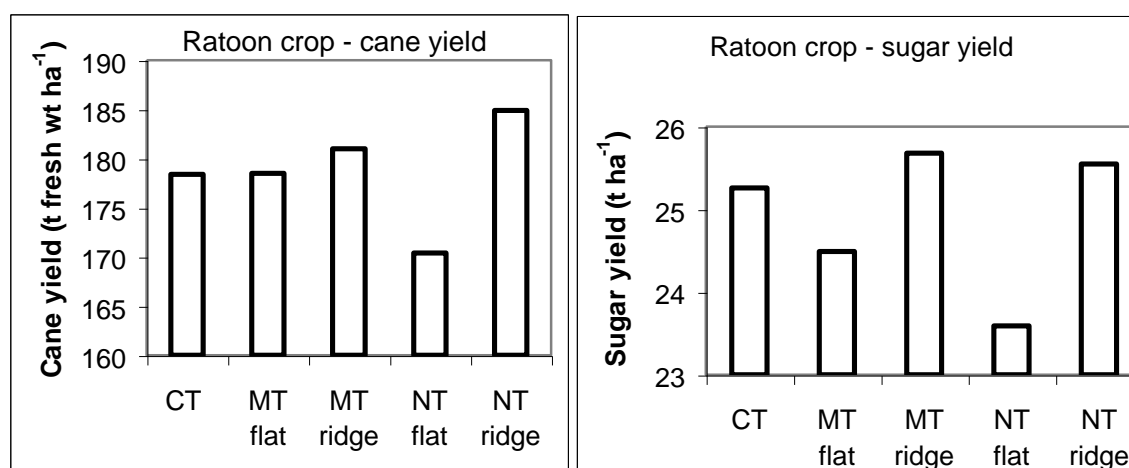 Ratoon crop - cane yield
Cane yield (t fresh wt ha⁻¹)
190
185
180
175
170
165
160
CT
MT flat
MT ridge
NT flat
NT ridge
Ratoon crop - sugar yield
Sugar yield (t ha⁻¹)
26
25
24
23
CT
MT flat
MT ridge
NT flat
NT ridge